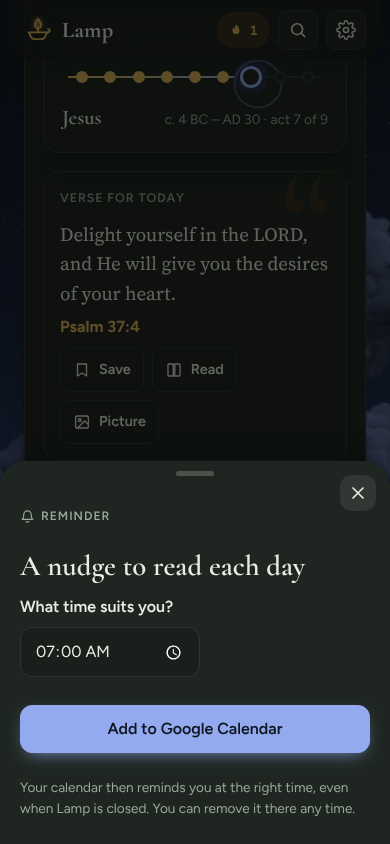 Lamp
1
Jesus
c. 4 BC – AD 30 · act 7 of 9
VERSE FOR TODAY
Delight yourself in the LORD,
and He will give you the desires
of your heart.
Psalm 37:4
Save
Read
Picture
REMINDER
A nudge to read each day
What time suits you?
07:00 AM
Add to Google Calendar
Your calendar then reminds you at the right time, even
when Lamp is closed. You can remove it there any time.